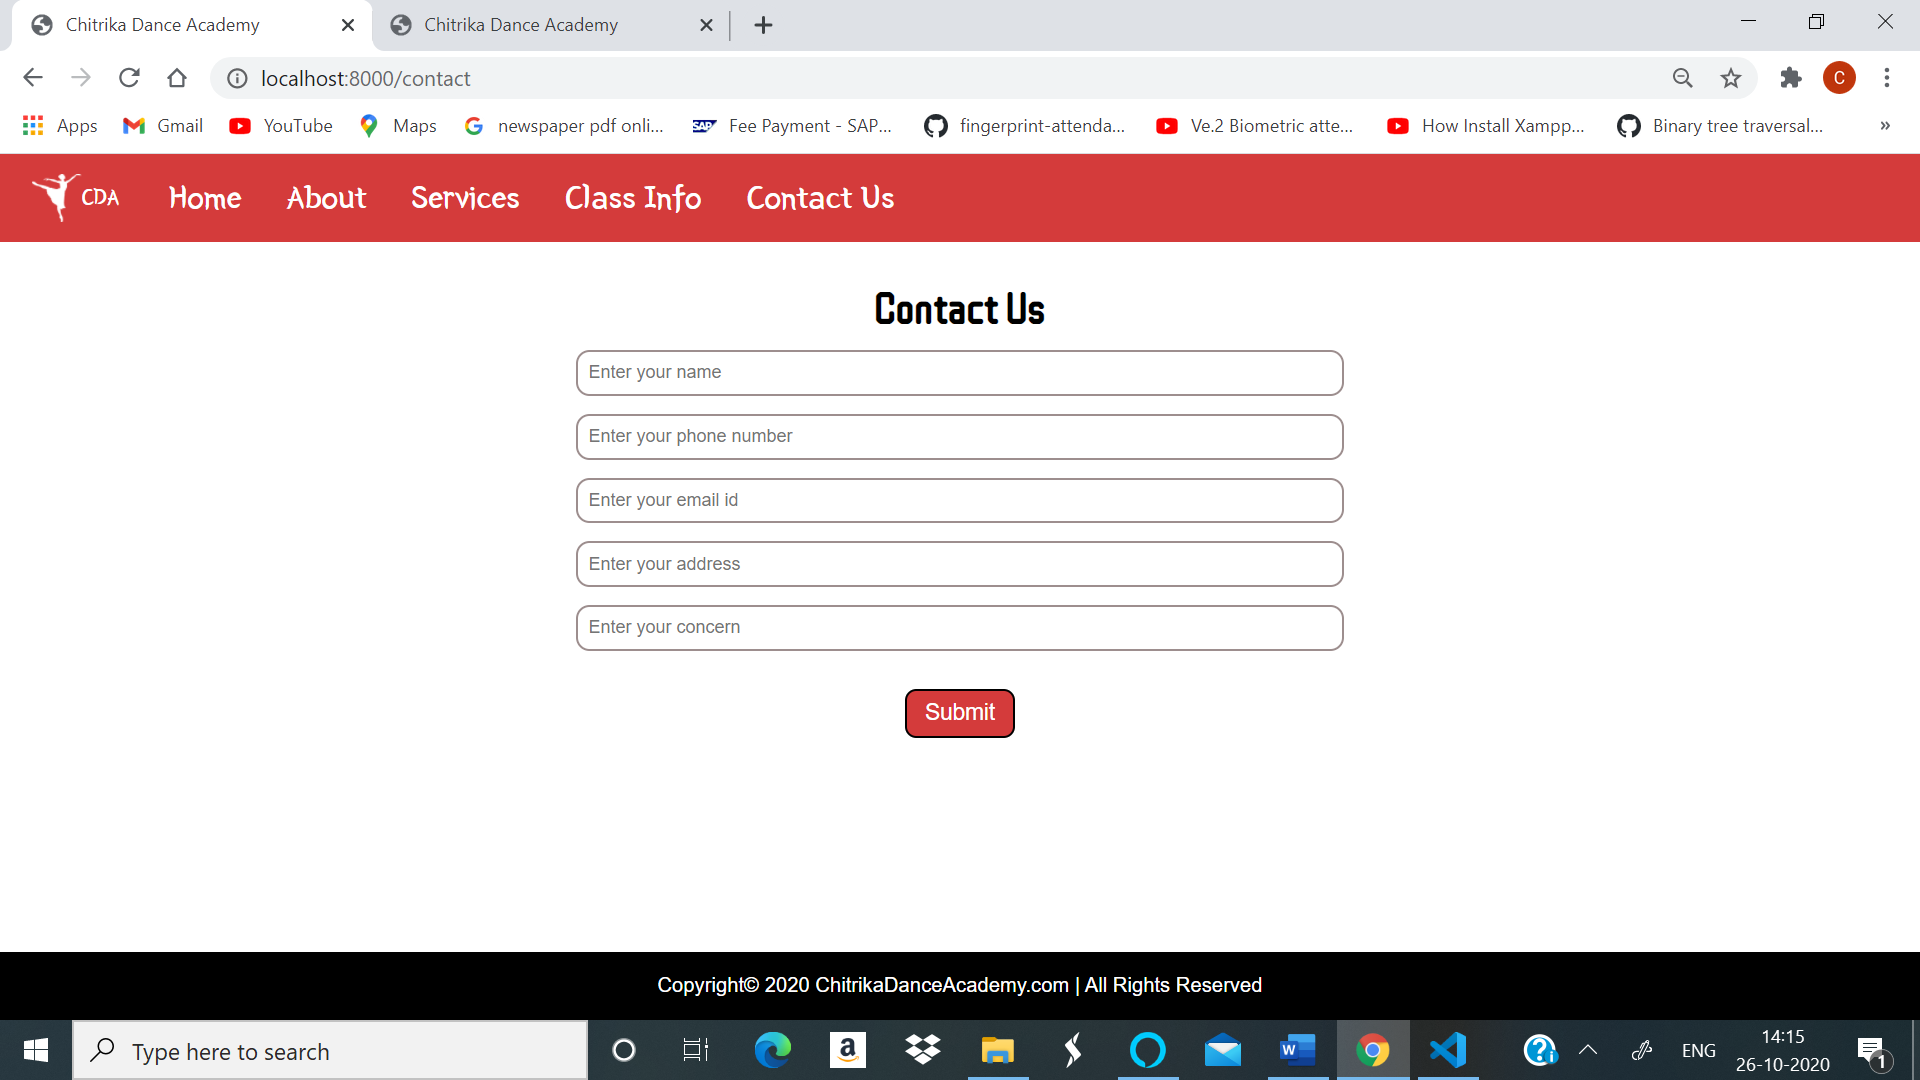 Chitrika Dance Academy
Chitrika Dance Academy
localhost:8000/contact
C
Apps
Gmail
YouTube
Maps
newspaper pdf onli...
SAP
Fee Payment - SAP...
fingerprint-attenda...
Ve.2 Biometric atte...
How Install Xampp...
Binary tree traversal...
»
CDA
Home
About
Services
Class Info
Contact Us
Contact Us
Enter your name
Enter your phone number
Enter your email id
Enter your address
Enter your concern
Submit
Copyright© 2020 ChitrikaDanceAcademy.com | All Rights Reserved
Type here to search
ENG
14:15
26-10-2020
1